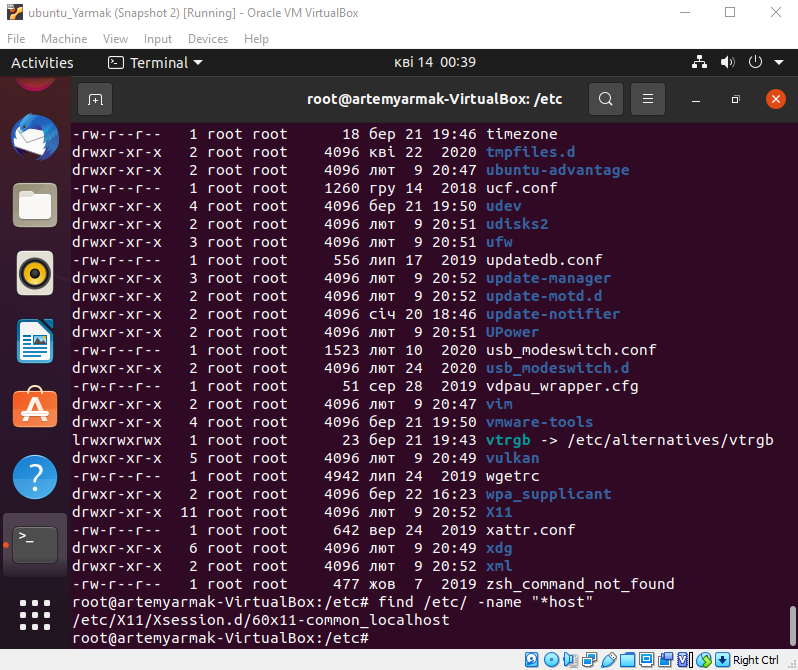 ubuntu_Yarmak (Snapshot 2) [Running] - Oracle VM VirtualBox
File Machine View Input Devices Help
Activities Terminal кві 14 00:39
root@artemyarmak-VirtualBox: /etc
-rw-r--r-- 1 root root 18 бер 21 19:46 timezone
drwxr-xr-x 2 root root 4096 кві 22 2020 tmpfiles.d
drwxr-xr-x 2 root root 4096 лют 9 20:47 ubuntu-advantage
-rw-r--r-- 1 root root 1260 гру 14 2018 ucf.conf
drwxr-xr-x 4 root root 4096 бер 21 19:50 udev
drwxr-xr-x 2 root root 4096 лют 9 20:51 udisks2
drwxr-xr-x 3 root root 4096 лют 9 20:51 ufw
-rw-r--r-- 1 root root 556 лип 17 2019 updatedb.conf
drwxr-xr-x 3 root root 4096 лют 9 20:52 update-manager
drwxr-xr-x 2 root root 4096 лют 9 20:52 update-motd.d
drwxr-xr-x 2 root root 4096 січ 20 18:46 update-notifier
drwxr-xr-x 2 root root 4096 лют 9 20:51 UPower
-rw-r--r-- 1 root root 1523 лют 10 2020 usb_modeswitch.conf
drwxr-xr-x 2 root root 4096 лют 24 2020 usb_modeswitch.d
-rw-r--r-- 1 root root 51 сер 28 2019 vdpau_wrapper.cfg
drwxr-xr-x 2 root root 4096 лют 9 20:47 vim
drwxr-xr-x 4 root root 4096 бер 21 19:50 vmware-tools
lrwxrwxrwx 1 root root 23 бер 21 19:43 vtrgb -> /etc/alternatives/vtrgb
drwxr-xr-x 5 root root 4096 лют 9 20:49 vulkan
-rw-r--r-- 1 root root 4942 лип 24 2019 wgetrc
drwxr-xr-x 2 root root 4096 бер 22 16:23 wpa_supplicant
drwxr-xr-x 11 root root 4096 лют 9 20:52 X11
-rw-r--r-- 1 root root 642 вер 24 2019 xattr.conf
drwxr-xr-x 6 root root 4096 лют 9 20:49 xdg
drwxr-xr-x 2 root root 4096 лют 9 20:52 xml
-rw-r--r-- 1 root root 477 жов 7 2019 zsh_command_not_found
root@artemyarmak-VirtualBox:/etc# find /etc/ -name "*host"
/etc/X11/Xsession.d/60x11-common_localhost
root@artemyarmak-VirtualBox:/etc#
Right Ctrl